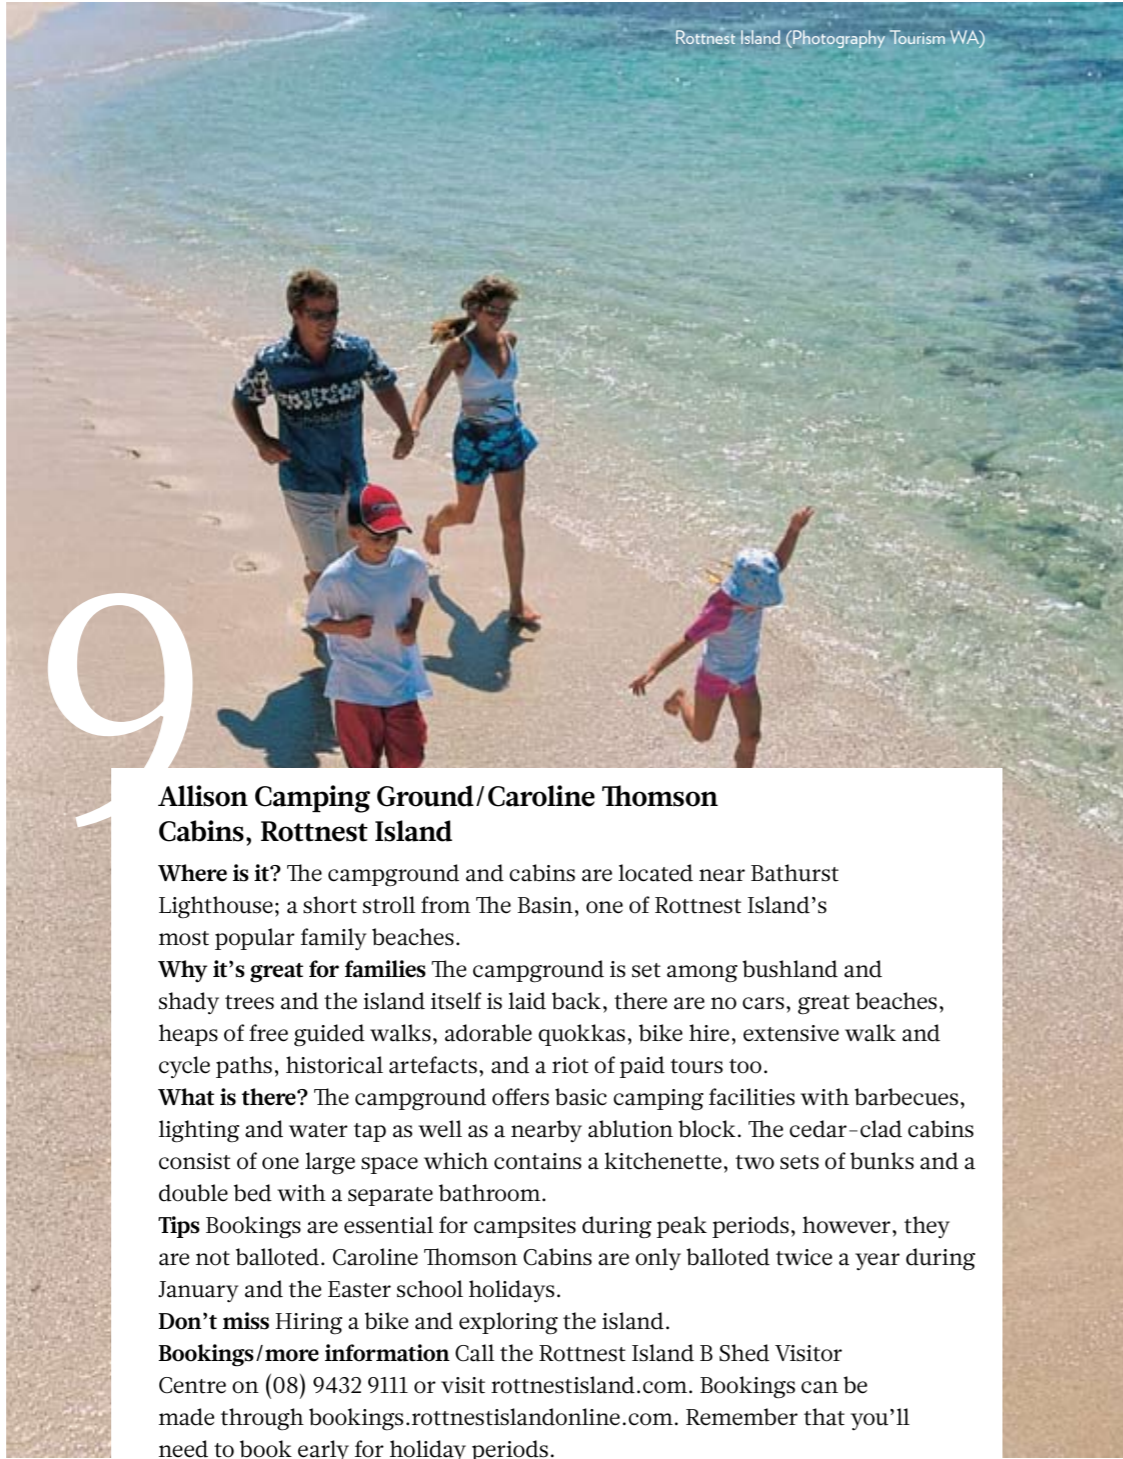 Rottnest Island (Photography Tourism WA)
9
Allison Camping Ground/Caroline Thomson
Cabins, Rottnest Island
Where is it? The campground and cabins are located near Bathurst
Lighthouse; a short stroll from The Basin, one of Rottnest Island's
most popular family beaches.
Why it's great for families The campground is set among bushland and
shady trees and the island itself is laid back, there are no cars, great beaches,
heaps of free guided walks, adorable quokkas, bike hire, extensive walk and
cycle paths, historical artefacts, and a riot of paid tours too.
What is there? The campground offers basic camping facilities with barbecues,
lighting and water tap as well as a nearby ablution block. The cedar-clad cabins
consist of one large space which contains a kitchenette, two sets of bunks and a
double bed with a separate bathroom.
Tips Bookings are essential for campsites during peak periods, however, they
are not balloted. Caroline Thomson Cabins are only balloted twice a year during
January and the Easter school holidays.
Don't miss Hiring a bike and exploring the island.
Bookings/more information Call the Rottnest Island B Shed Visitor
Centre on (08) 9432 9111 or visit rottnestisland.com. Bookings can be
made through bookings.rottnestislandonline.com. Remember that you'll
need to book early for holiday periods.